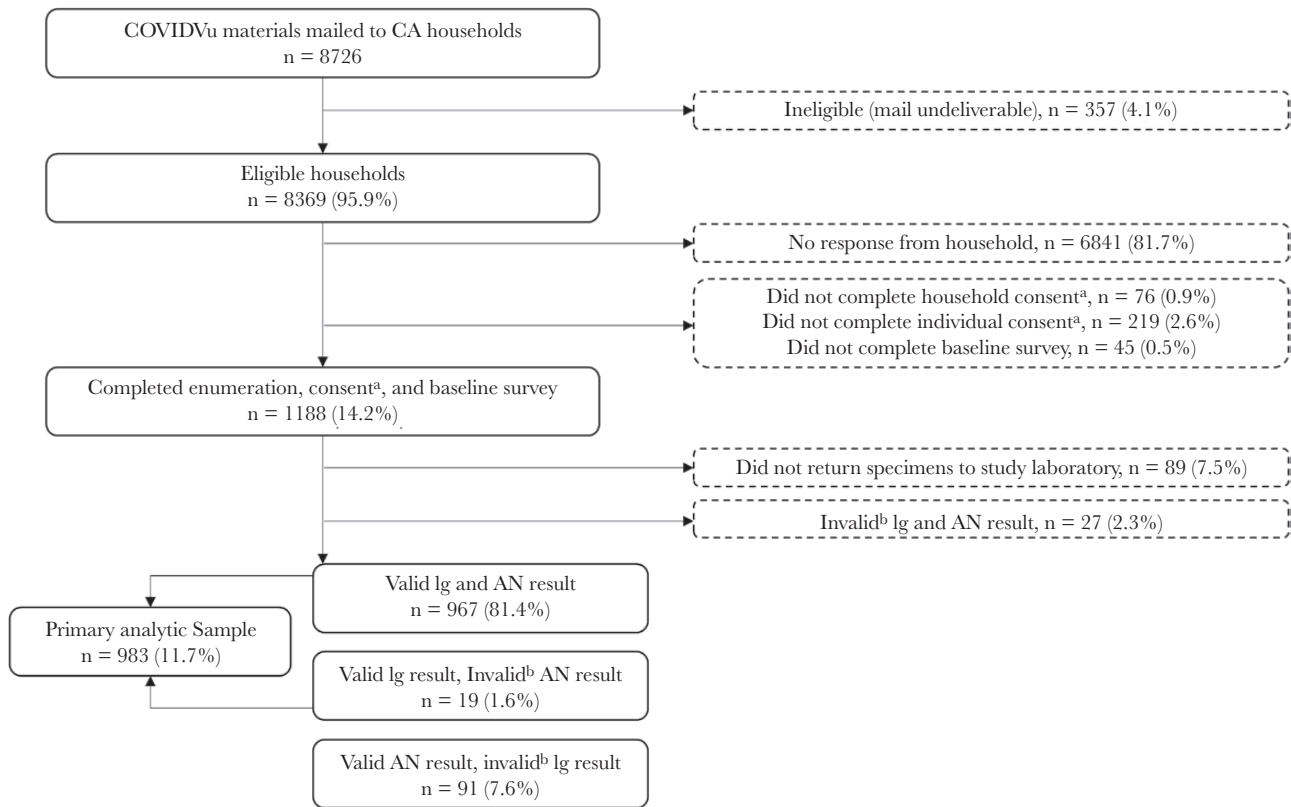 COVIDVu materials mailed to CA households
n = 8726
Ineligible (mail undeliverable), n = 357 (4.1%)
Eligible households
n = 8369 (95.9%)
No response from household, n = 6841 (81.7%)
Did not complete household consentᵃ, n = 76 (0.9%)
Did not complete individual consentᵃ, n = 219 (2.6%)
Did not complete baseline survey, n = 45 (0.5%)
Completed enumeration, consentᵃ, and baseline survey
n = 1188 (14.2%)
Did not return specimens to study laboratory, n = 89 (7.5%)
Invalidᵇ lg and AN result, n = 27 (2.3%)
Valid lg and AN result
n = 967 (81.4%)
Primary analytic Sample
n = 983 (11.7%)
Valid lg result, Invalidᵇ AN result
n = 19 (1.6%)
Valid AN result, invalidᵇ lg result
n = 91 (7.6%)